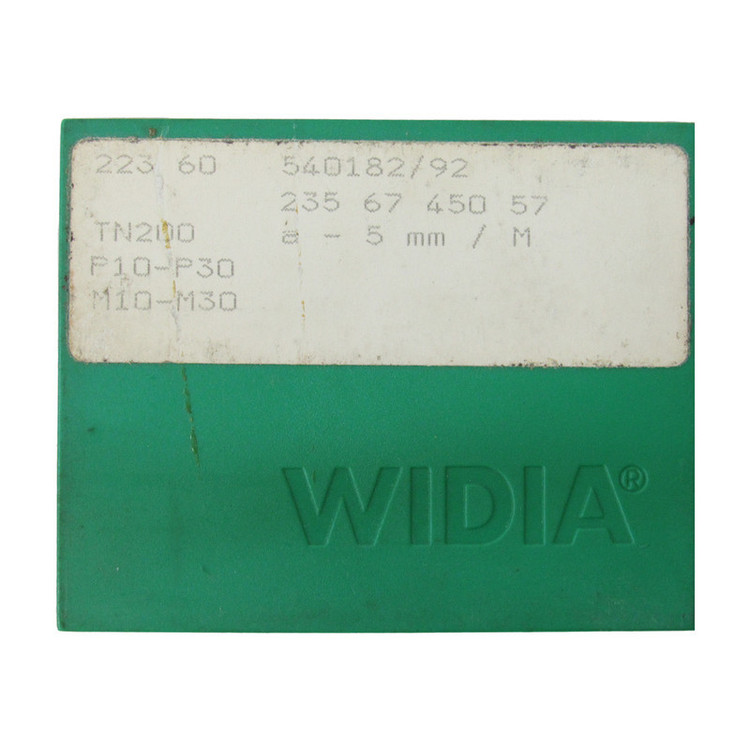 223 60 540182/92
235 67 450 57
TN200 a - 5 mm / M
P10-P30
M10-M30
WIDIA®